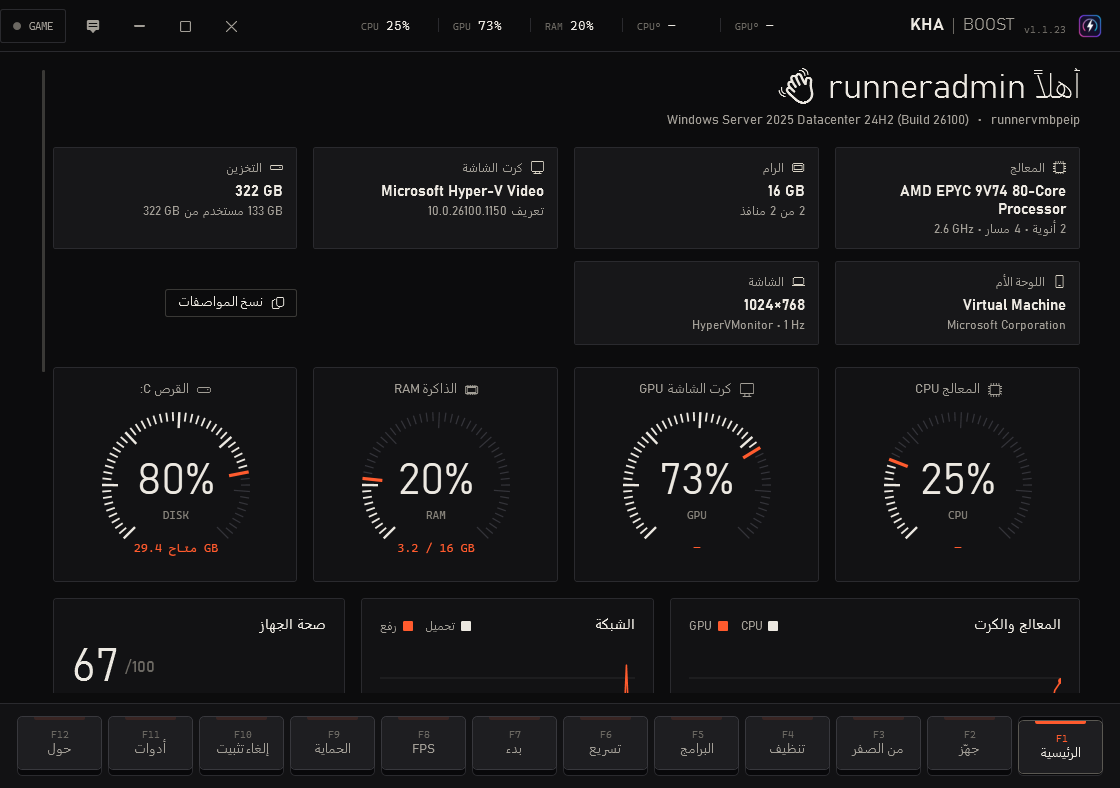 GAME
CPU 25% GPU 73% RAM 20% CPU° — GPU° —
KHA | BOOST v1.1.23
أهلاً runneradmin
Windows Server 2025 Datacenter 24H2 (Build 26100) • runnervmbpeip
المعالج
AMD EPYC 9V74 80-Core
Processor
2 أنوية • 4 مسار • 2.6 GHz
الرام
16 GB
2 من 2 منافذ
كرت الشاشة
Microsoft Hyper-V Video
تعريف 10.0.26100.1150
التخزين
322 GB
133 GB مستخدم من 322 GB
اللوحة الأم
Virtual Machine
Microsoft Corporation
الشاشة
1024×768
HyperVMonitor • 1 Hz
نسخ المواصفات
المعالج CPU
25%
CPU
—
كرت الشاشة GPU
73%
GPU
—
الذاكرة RAM
20%
RAM
3.2 / 16 GB
القرص C:
80%
DISK
29.4 GB متاح
المعالج والكرت
CPU GPU
الشبكة
تحميل رفع
صحة الجهاز
67 /100
F1
الرئيسية
F2
جهّز
F3
من الصفر
F4
تنظيف
F5
البرامج
F6
تسريع
F7
بدء
F8
FPS
F9
الحماية
F10
إلغاء تثبيت
F11
أدوات
F12
حول